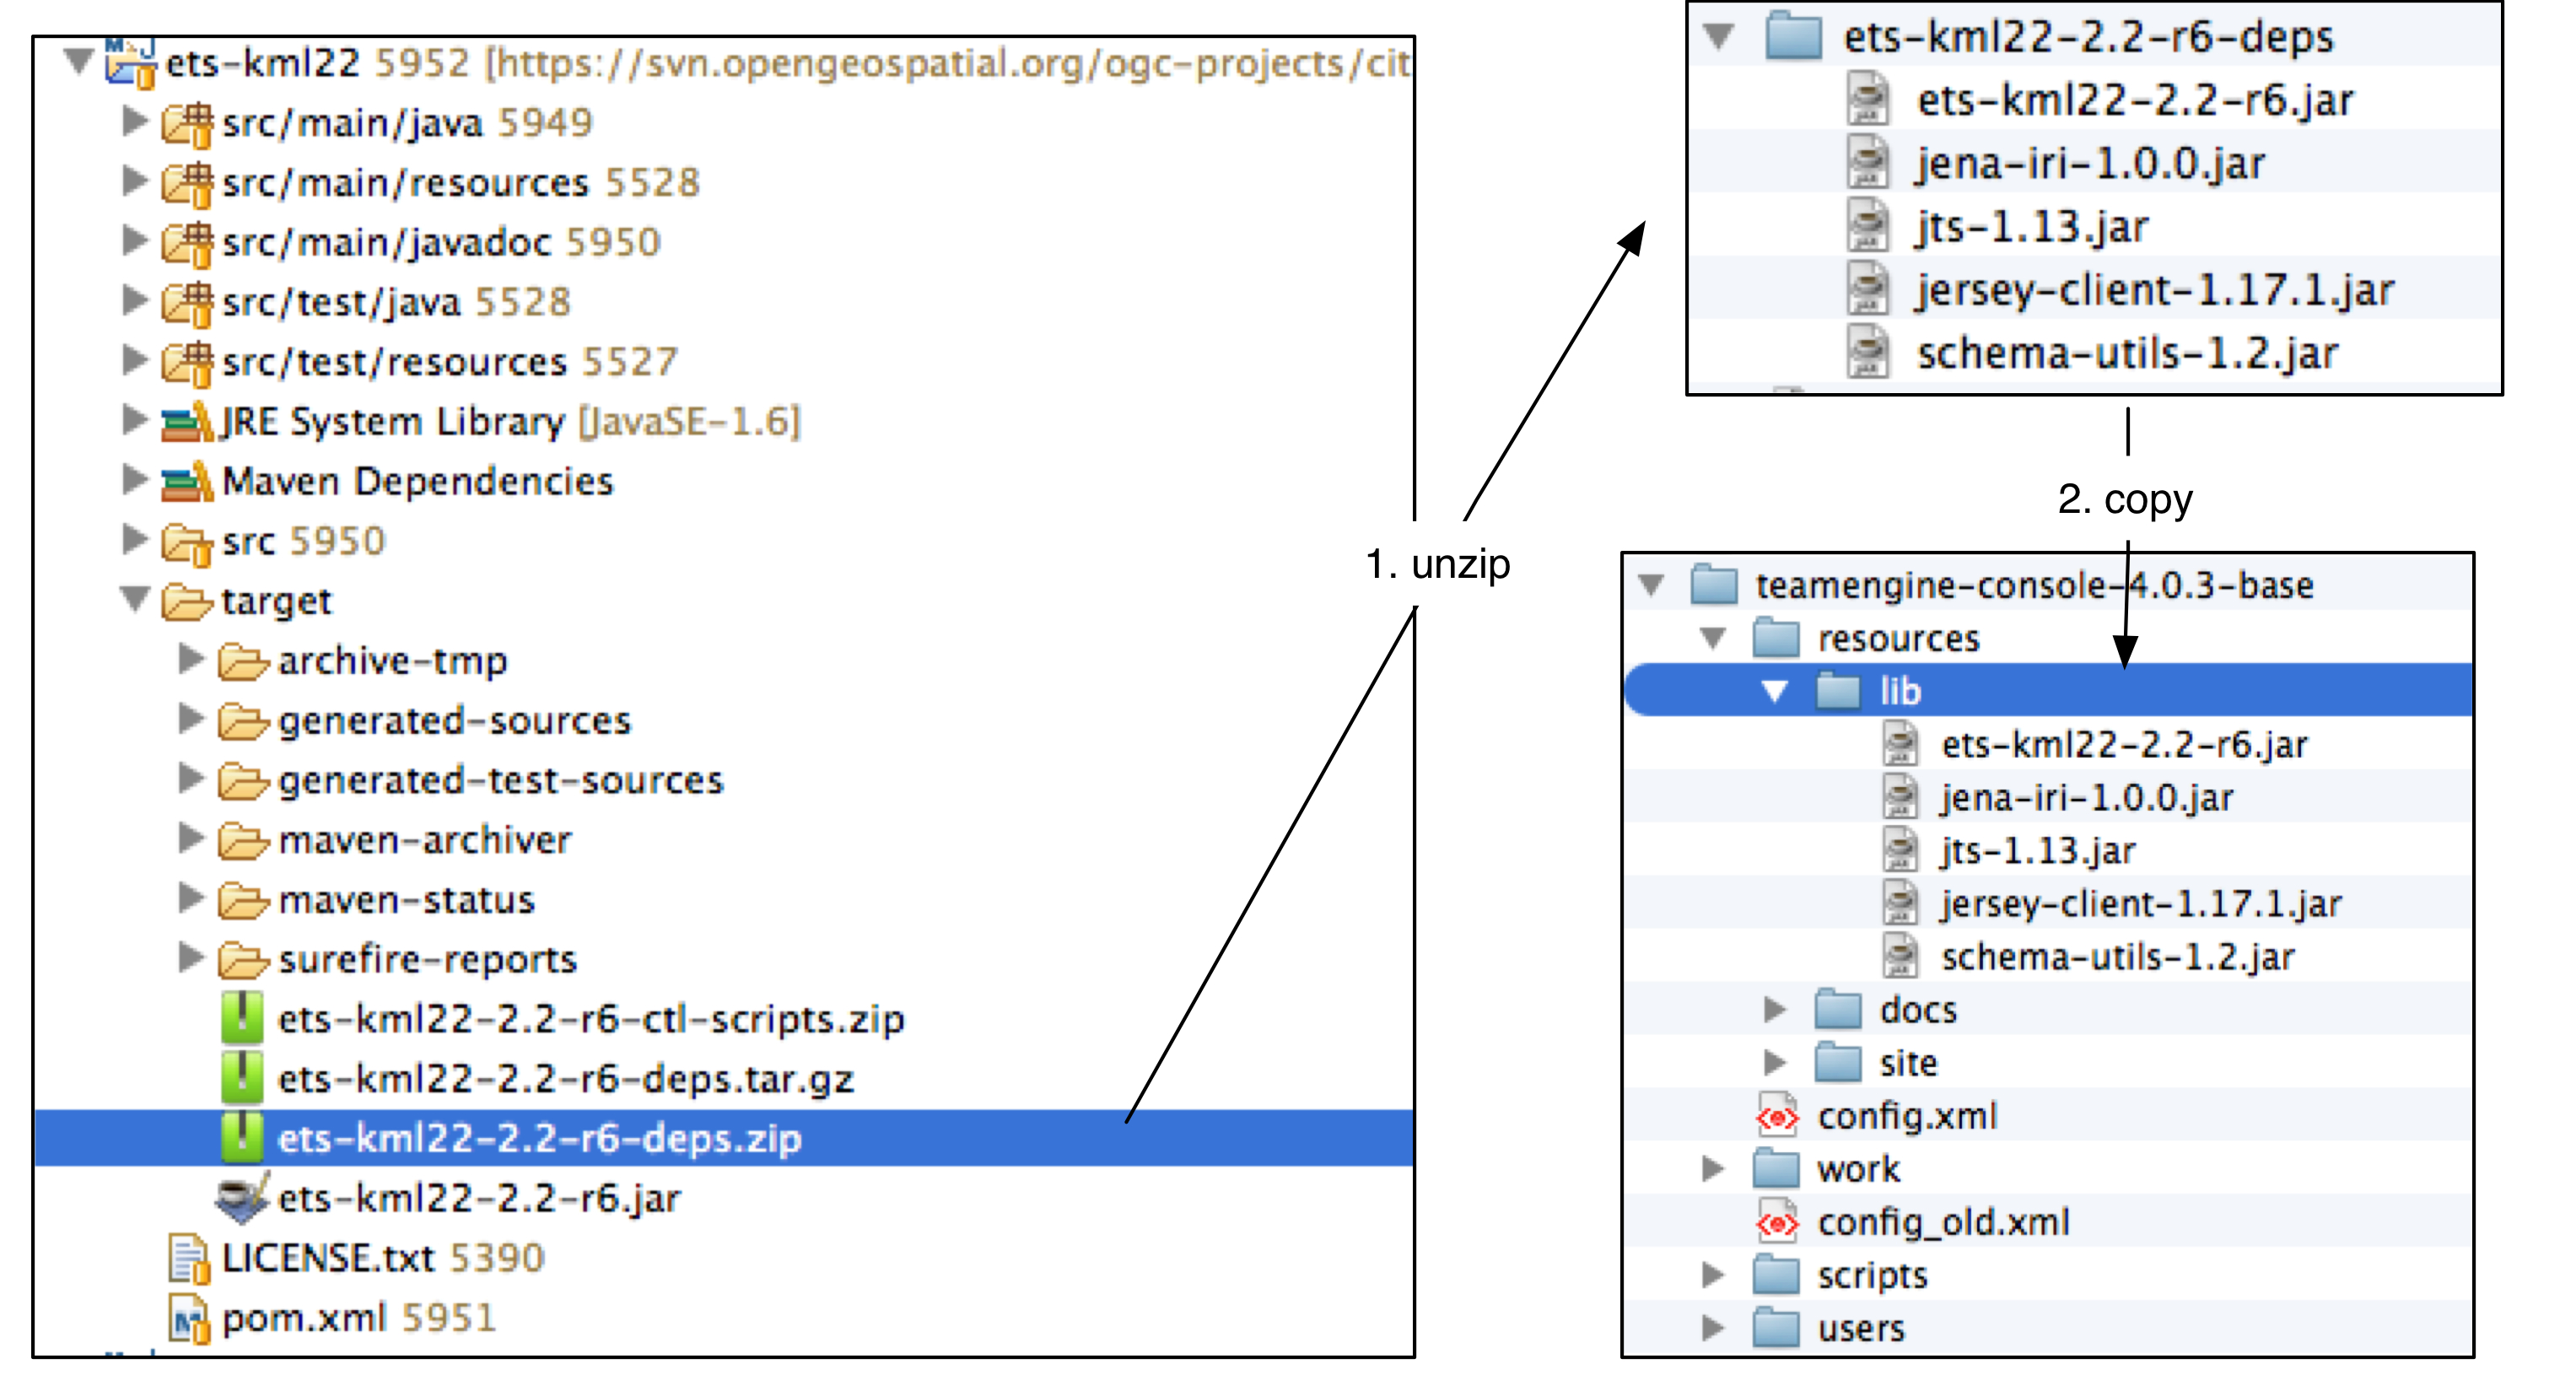 ets-kml22 5952 [https://svn.opengeospatial.org/ogc-projects/cit
src/main/java 5949
src/main/resources 5528
src/main/javadoc 5950
src/test/java 5528
src/test/resources 5527
JRE System Library [JavaSE-1.6]
Maven Dependencies
src 5950
target
archive-tmp
generated-sources
generated-test-sources
maven-archiver
maven-status
surefire-reports
ets-kml22-2.2-r6-ctl-scripts.zip
ets-kml22-2.2-r6-deps.tar.gz
ets-kml22-2.2-r6-deps.zip
ets-kml22-2.2-r6.jar
LICENSE.txt 5390
pom.xml 5951
1. unzip
ets-kml22-2.2-r6-deps
ets-kml22-2.2-r6.jar
jena-iri-1.0.0.jar
jts-1.13.jar
jersey-client-1.17.1.jar
schema-utils-1.2.jar
2. copy
teamengine-console-4.0.3-base
resources
lib
ets-kml22-2.2-r6.jar
jena-iri-1.0.0.jar
jts-1.13.jar
jersey-client-1.17.1.jar
schema-utils-1.2.jar
docs
site
config.xml
work
config_old.xml
scripts
users